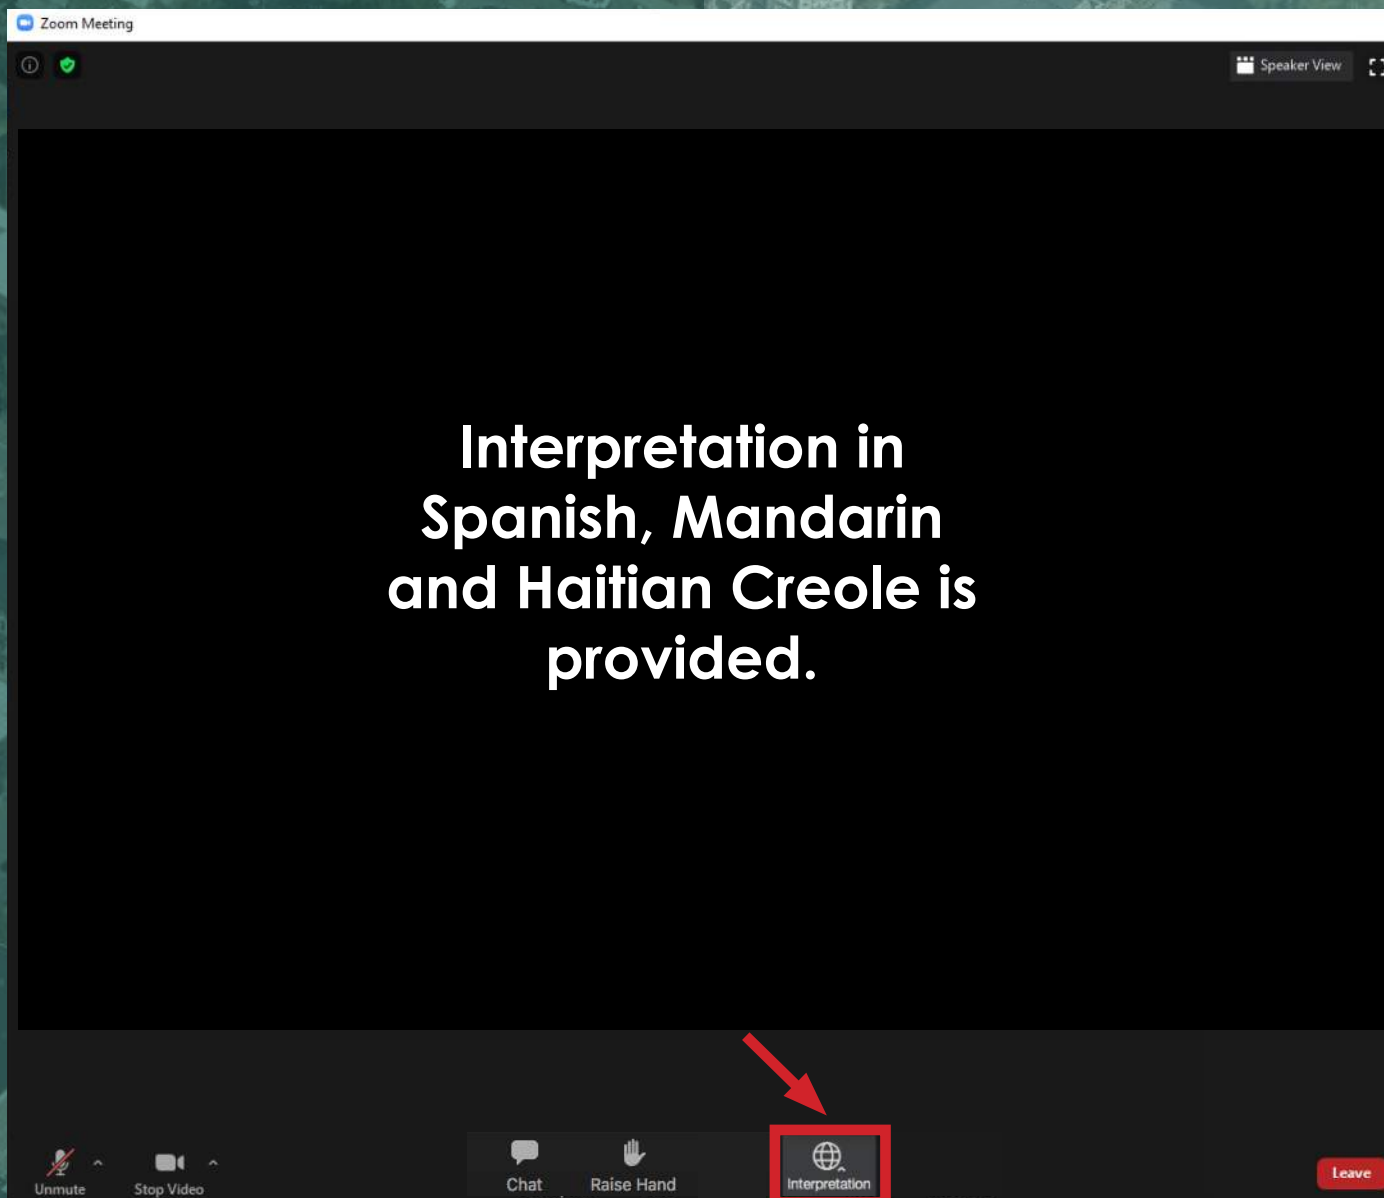 Zoom Meeting
Speaker View
Interpretation in
Spanish, Mandarin
and Haitian Creole is
provided.
Unmute
Stop Video
Chat
Raise Hand
Interpretation
Leave